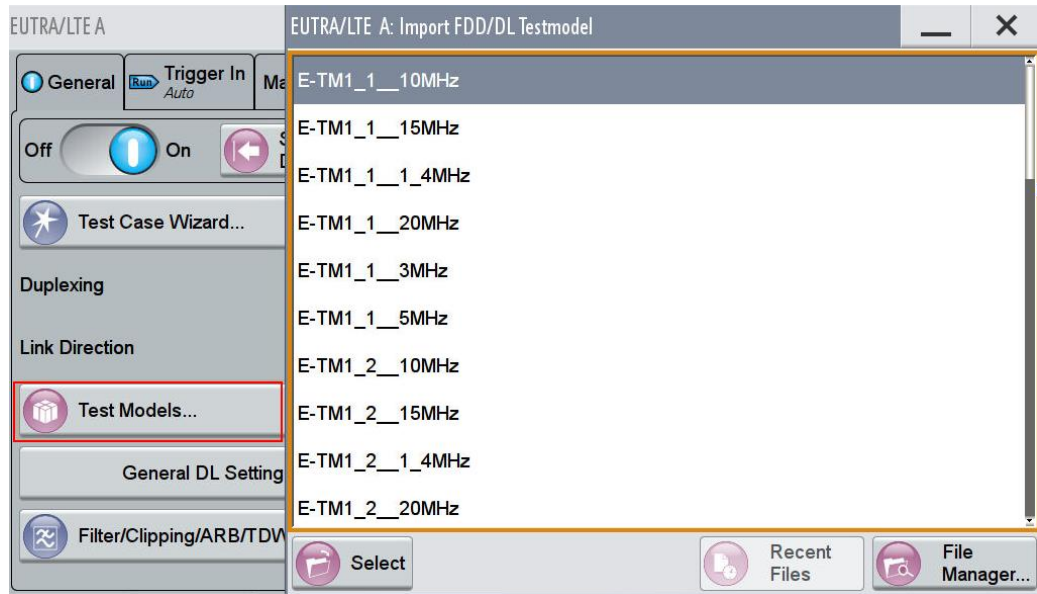 EUTRA/LTE A
General
Run
Trigger In
Auto
Ma
Off
On
Test Case Wizard...
Duplexing
Link Direction
Test Models...
General DL Setting
Filter/Clipping/ARB/TDW
EUTRA/LTE A: Import FDD/DL Testmodel
E-TM1_1__10MHz
E-TM1_1__15MHz
E-TM1_1__1_4MHz
E-TM1_1__20MHz
E-TM1_1__3MHz
E-TM1_1__5MHz
E-TM1_2__10MHz
E-TM1_2__15MHz
E-TM1_2__1_4MHz
E-TM1_2__20MHz
Select
Recent
Files
File
Manager...